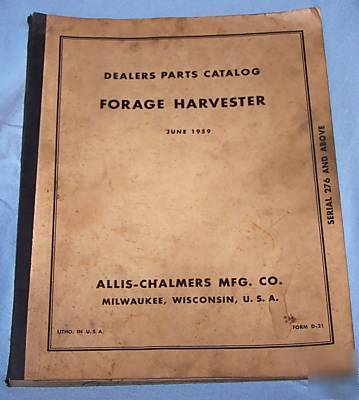 DEALERS PARTS CATALOG
FORAGE HARVESTER
JUNE 1959
SERIAL 276 AND ABOVE
ALLIS-CHALMERS MFG. CO.
MILWAUKEE, WISCONSIN, U. S. A.
LITHO. IN U. S. A.
FORM D-21